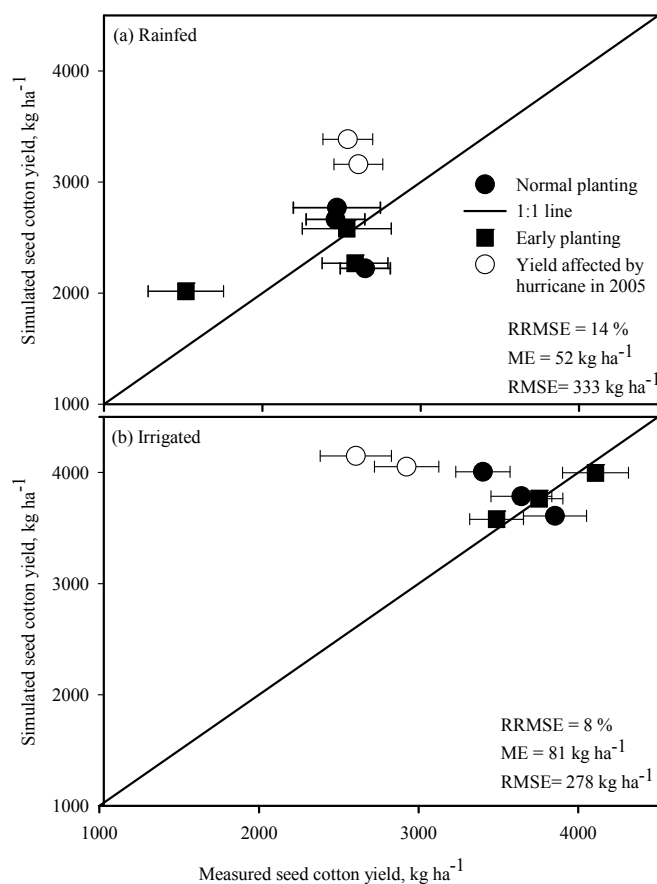 (a) Rainfed
4000
3000
2000
1000
Simulated seed cotton yield, kg ha⁻¹
Normal planting
1:1 line
Early planting
Yield affected by
hurricane in 2005
RRMSE = 14 %
ME = 52 kg ha⁻¹
RMSE= 333 kg ha⁻¹
(b) Irrigated
4000
3000
2000
1000
Simulated seed cotton yield, kg ha⁻¹
RRMSE = 8 %
ME = 81 kg ha⁻¹
RMSE= 278 kg ha⁻¹
1000 2000 3000 4000
Measured seed cotton yield, kg ha⁻¹